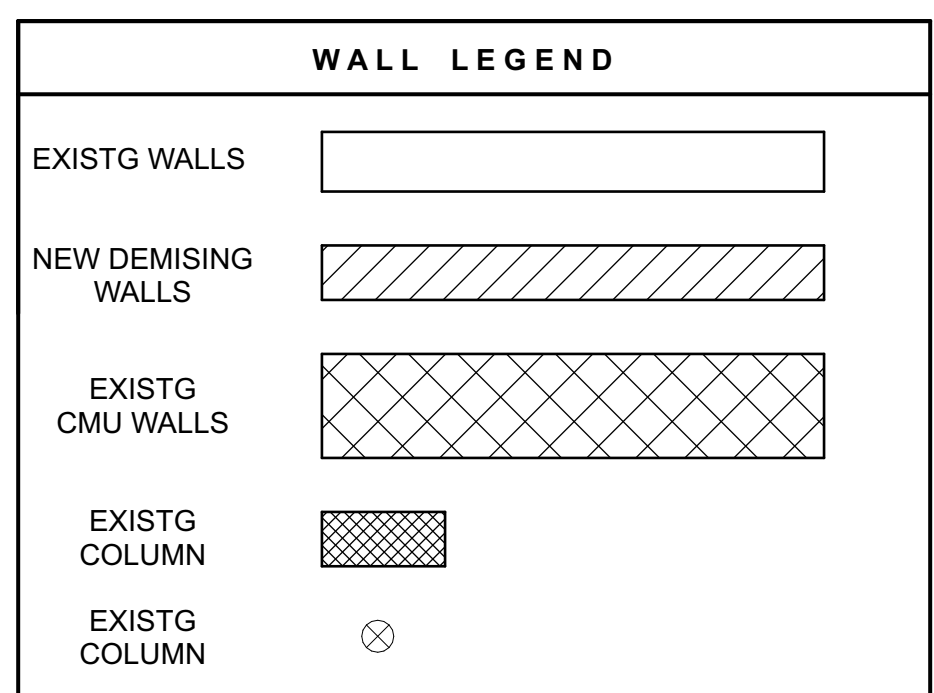 WALL LEGEND
EXISTG WALLS
NEW DEMISING
WALLS
EXISTG
CMU WALLS
EXISTG
COLUMN
EXISTG
COLUMN